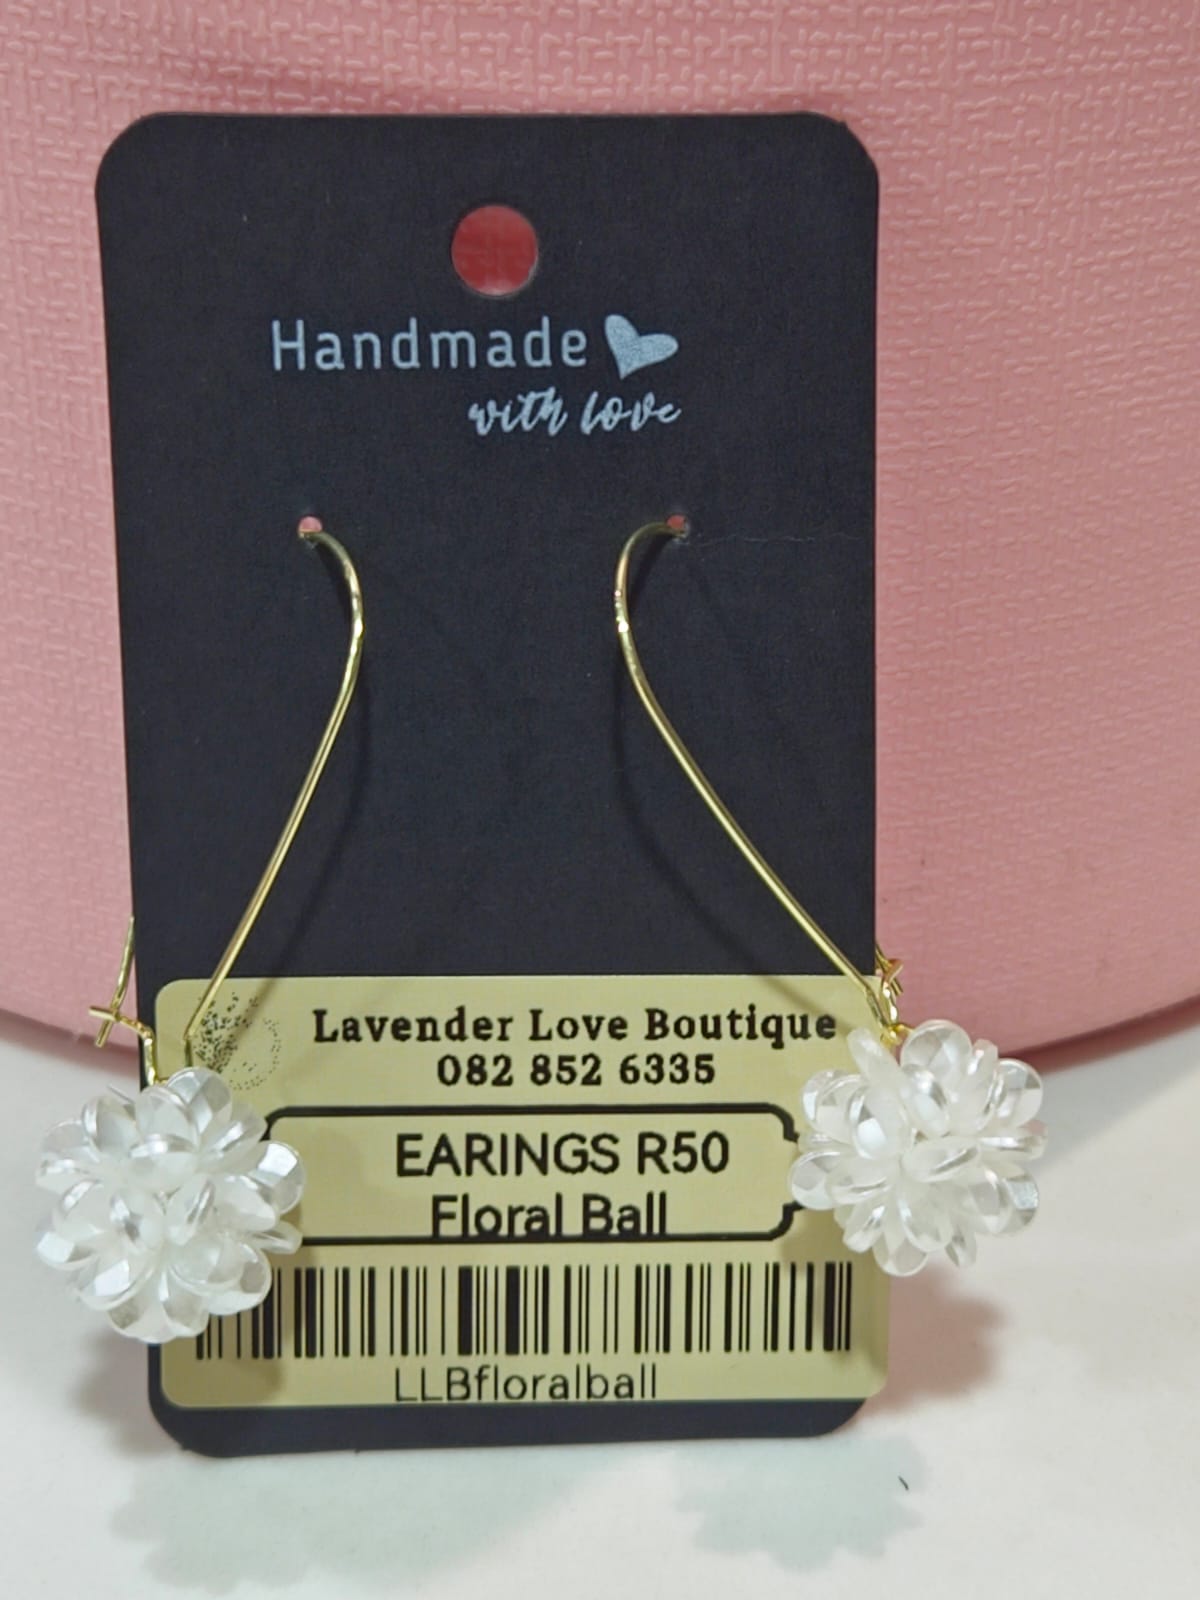 Handmade
with love
Lavender Love Boutique
082 852 6335
EARINGS R50
Floral Ball
LLBfloralball